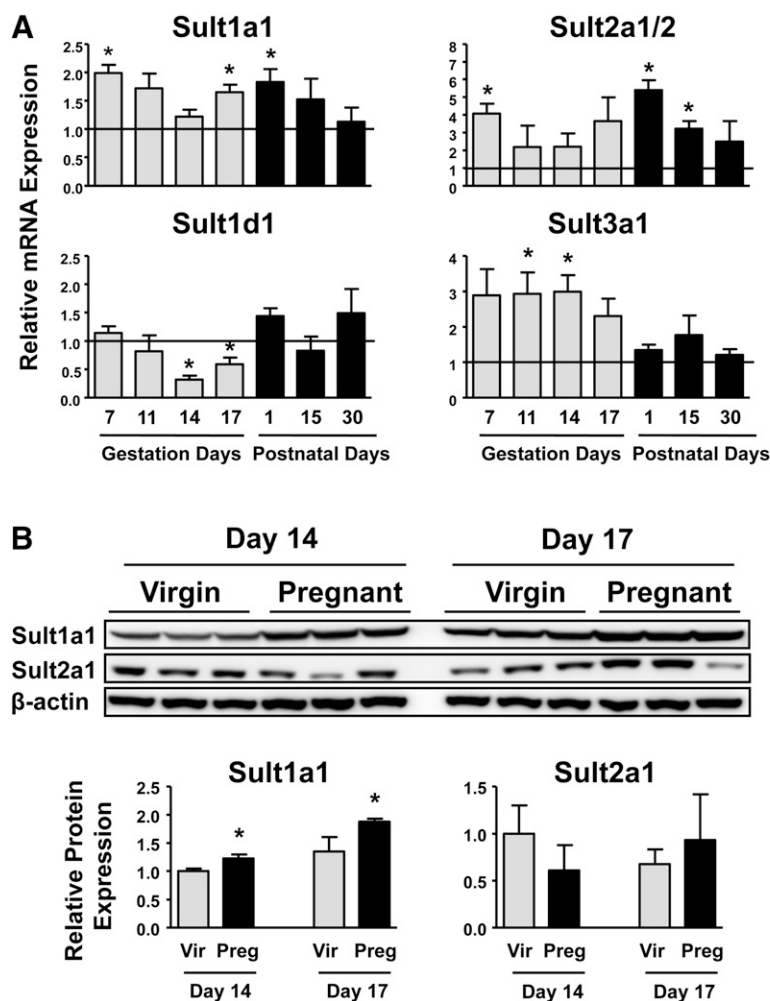 A
Sult1a1
Sult2a1/2
Relative mRNA Expression
2.5
2.0
1.5
1.0
0.5
0.0
*
*
*
8
7
6
5
4
3
2
1
0
*
*
*
Sult1d1
Sult3a1
2.5
2.0
1.5
1.0
0.5
0.0
*
*
4
3
2
1
0
*
*
7 11 14 17 1 15 30
7 11 14 17 1 15 30
Gestation Days Postnatal Days
Gestation Days Postnatal Days
B
Day 14 Day 17
Virgin Pregnant Virgin Pregnant
Sult1a1
Sult2a1
β-actin
Sult1a1
Sult2a1
Relative Protein
Expression
2.5
2.0
1.5
1.0
0.5
0.0
*
*
1.5
1.0
0.5
0.0
Vir Preg Vir Preg
Vir Preg Vir Preg
Day 14 Day 17
Day 14 Day 17